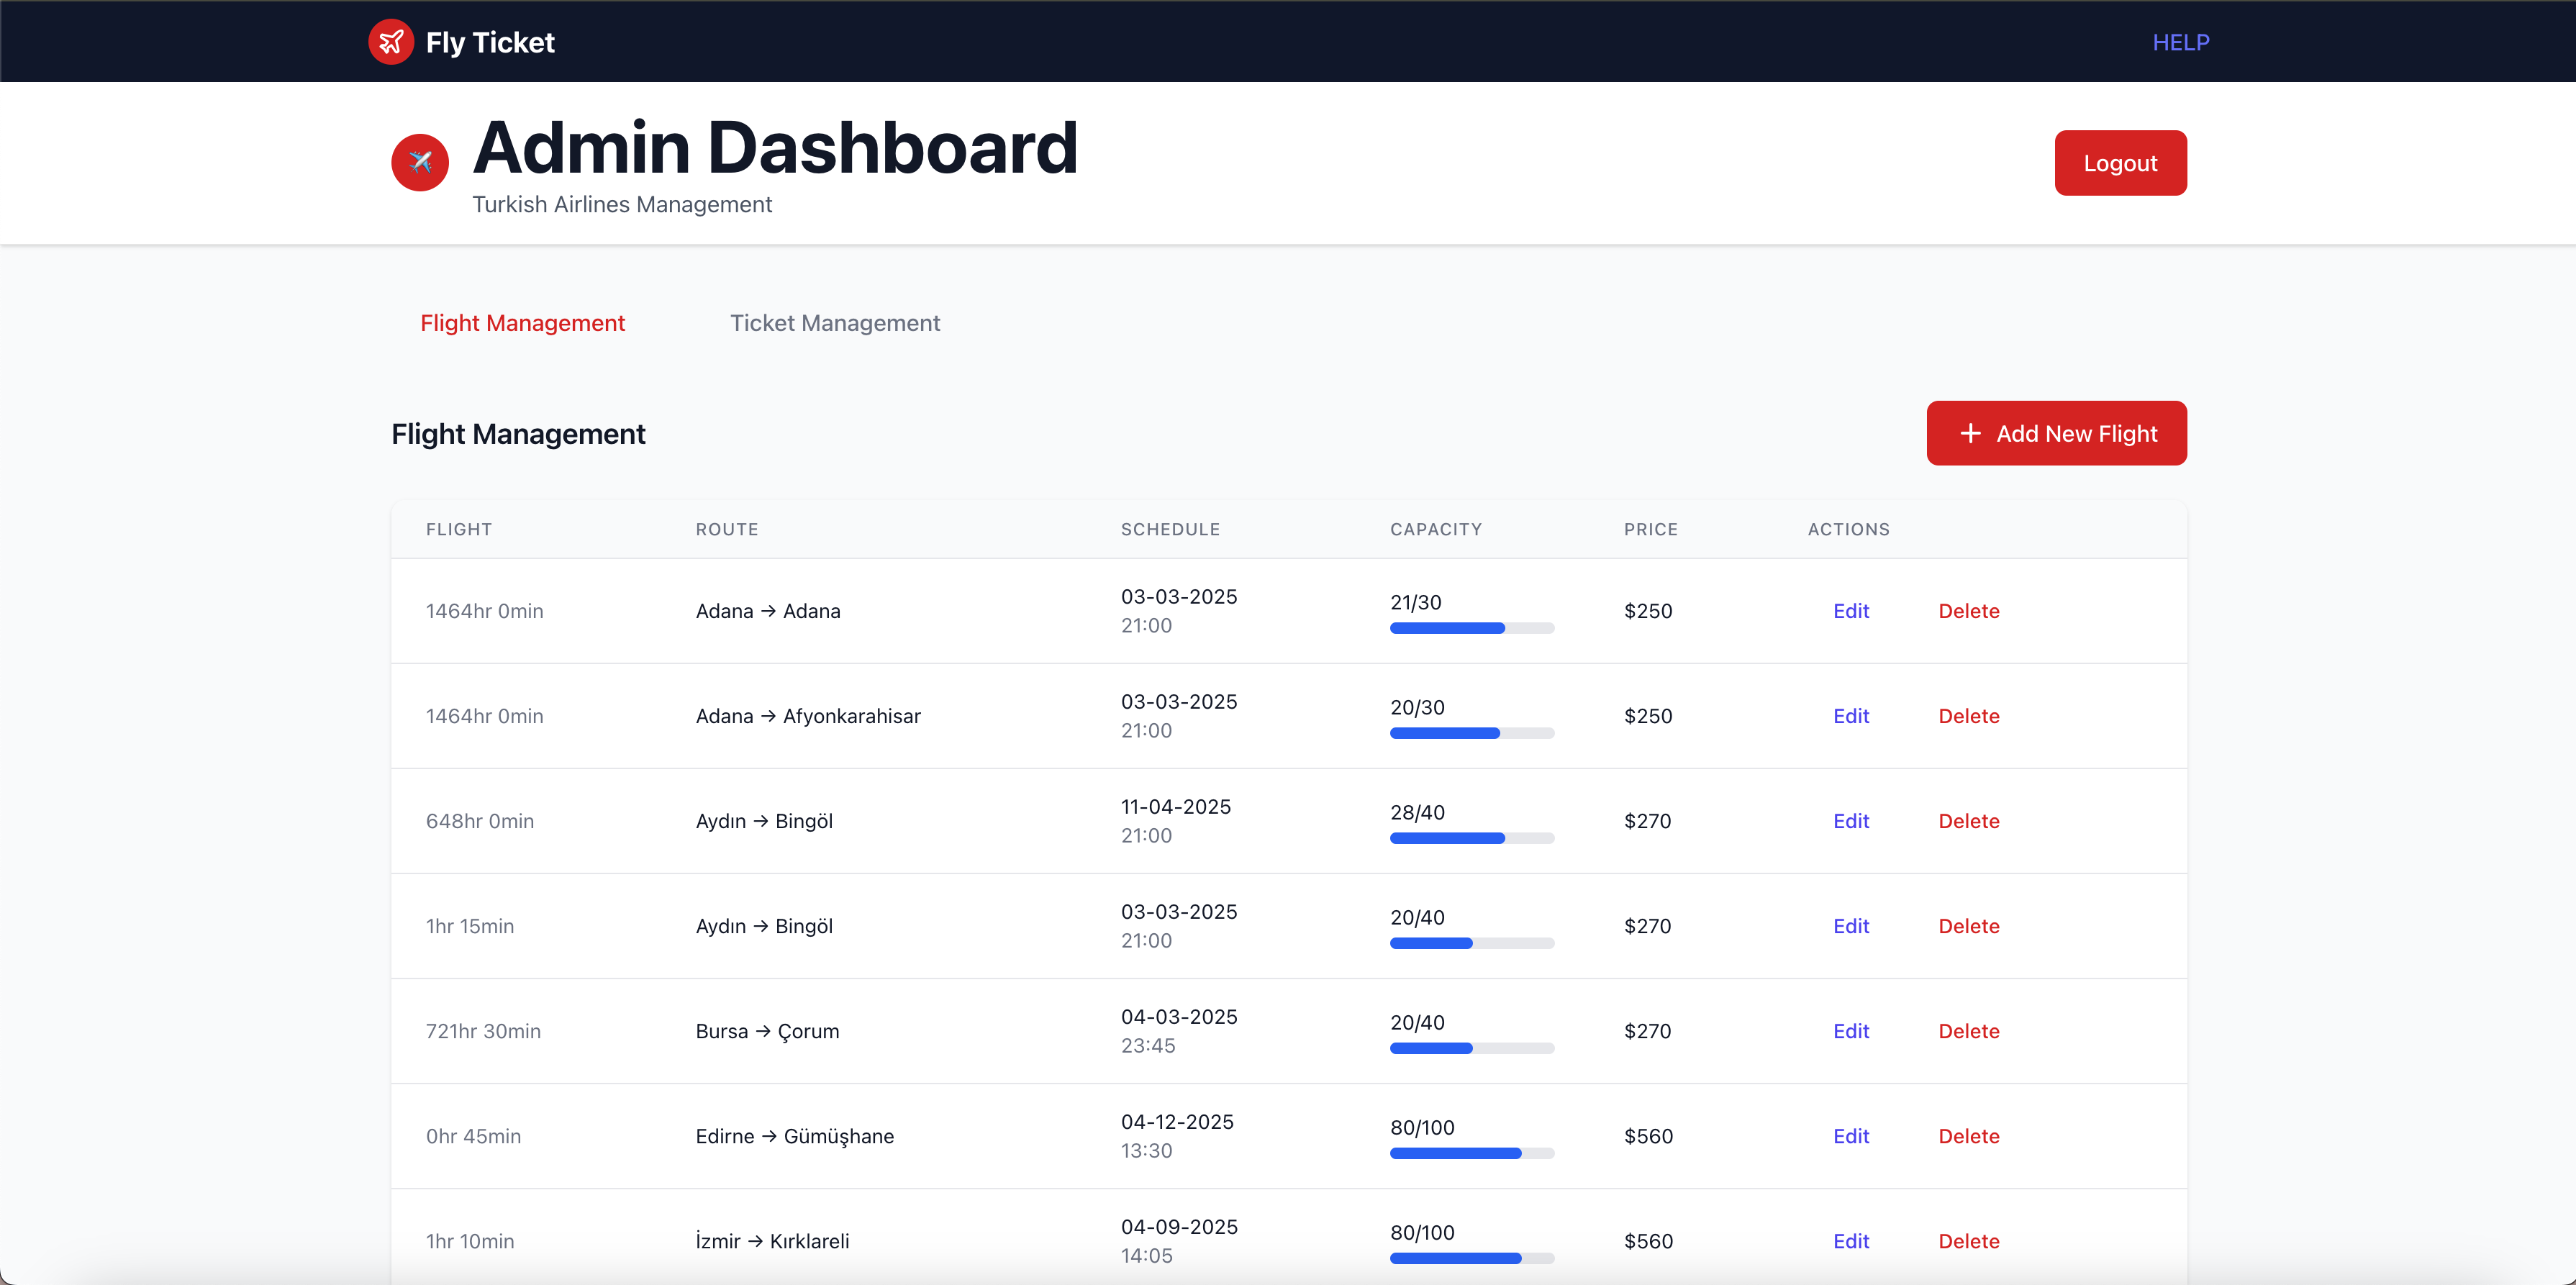 Fly Ticket
HELP
Admin Dashboard
Turkish Airlines Management
Logout
Flight Management
Ticket Management
Flight Management
+ Add New Flight
FLIGHT ROUTE SCHEDULE CAPACITY PRICE ACTIONS
1464hr 0min Adana → Adana 03-03-2025 21:00 21/30 $250 Edit Delete
1464hr 0min Adana → Afyonkarahisar 03-03-2025 21:00 20/30 $250 Edit Delete
648hr 0min Aydın → Bingöl 11-04-2025 21:00 28/40 $270 Edit Delete
1hr 15min Aydın → Bingöl 03-03-2025 21:00 20/40 $270 Edit Delete
721hr 30min Bursa → Çorum 04-03-2025 23:45 20/40 $270 Edit Delete
0hr 45min Edirne → Gümüşhane 04-12-2025 13:30 80/100 $560 Edit Delete
1hr 10min İzmir → Kırklareli 04-09-2025 14:05 80/100 $560 Edit Delete